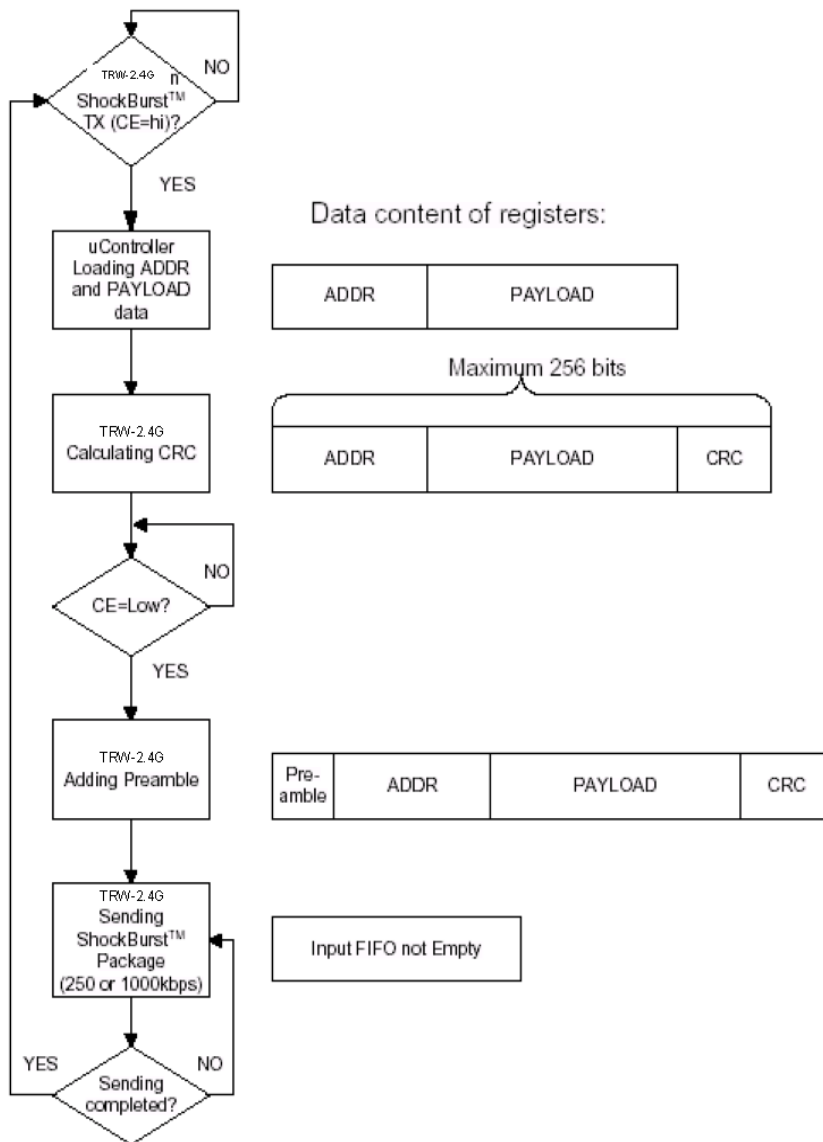 TRW-2.4G n
ShockBurst™
TX (CE=hi)?
NO
YES
Data content of registers:
uController
Loading ADDR
and PAYLOAD
data
ADDR
PAYLOAD
Maximum 256 bits
TRW-2.4G
Calculating CRC
ADDR
PAYLOAD
CRC
NO
CE=Low?
YES
TRW-2.4G
Adding Preamble
Pre-
amble
ADDR
PAYLOAD
CRC
TRW-2.4G
Sending
ShockBurst™
Package
(250 or 1000kbps)
Input FIFO not Empty
YES
NO
Sending
completed?